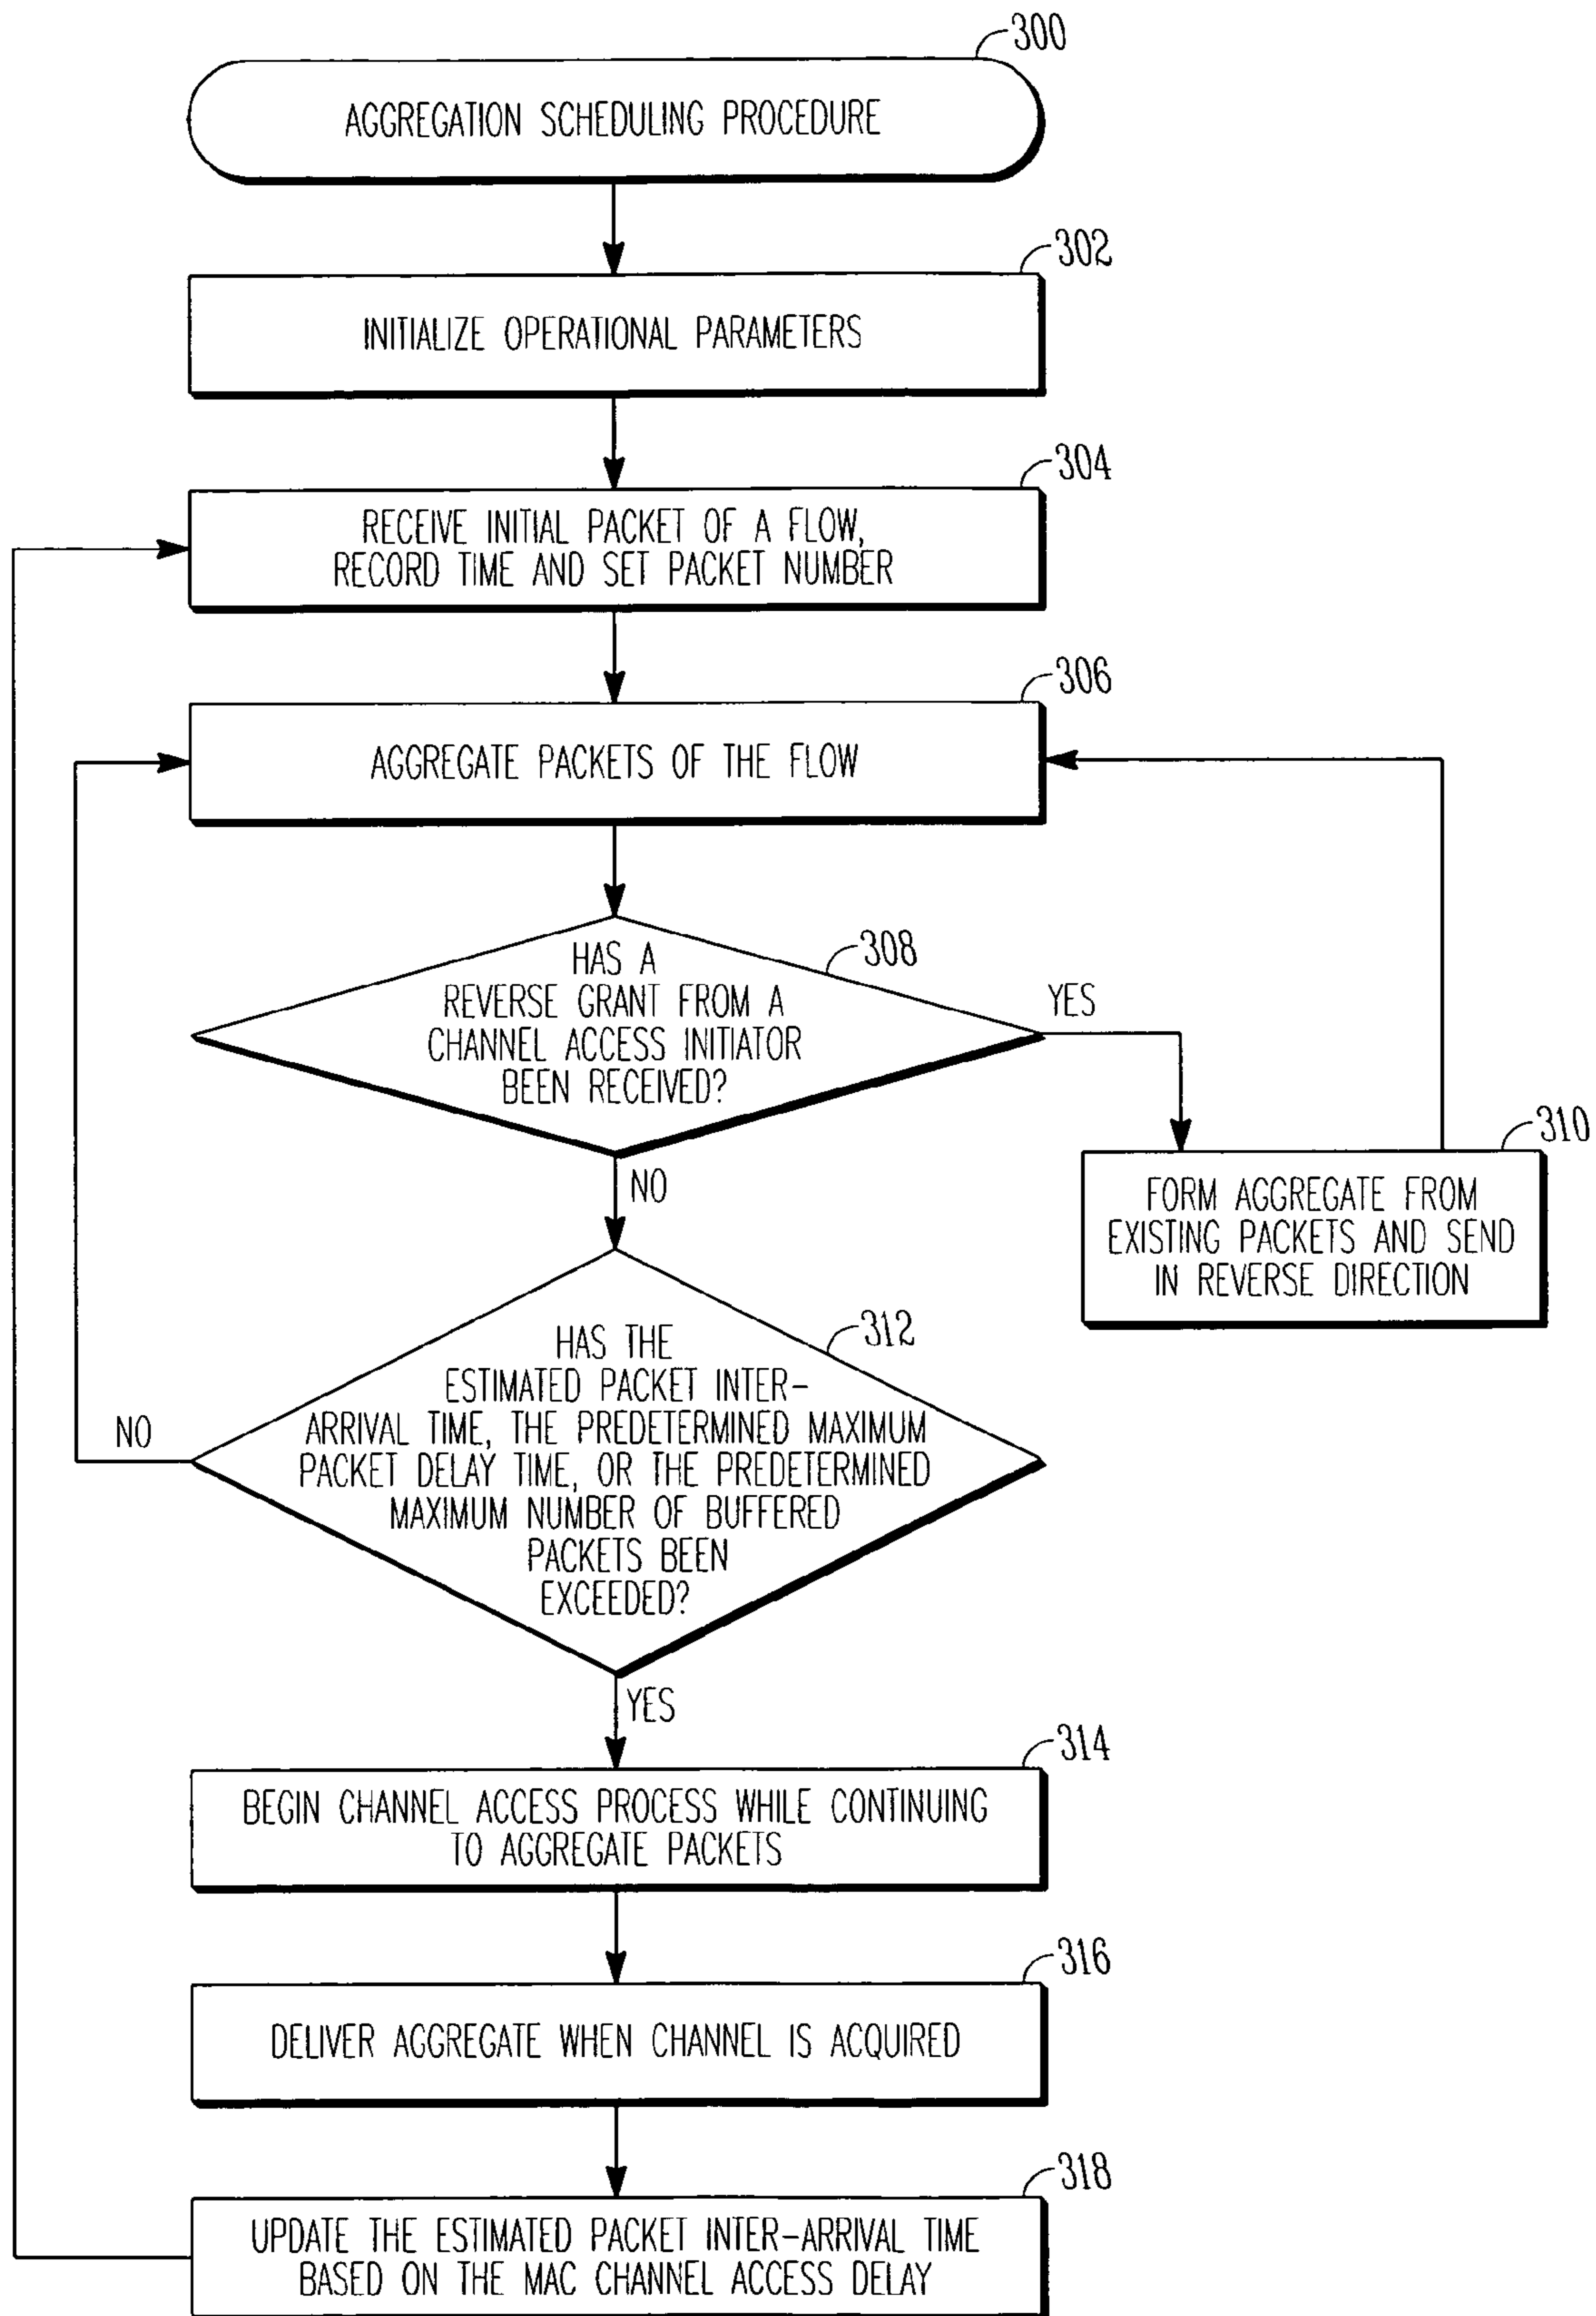 300
AGGREGATION SCHEDULING PROCEDURE
302
INITIALIZE OPERATIONAL PARAMETERS
304
RECEIVE INITIAL PACKET OF A FLOW,
RECORD TIME AND SET PACKET NUMBER
306
AGGREGATE PACKETS OF THE FLOW
308
HAS A
REVERSE GRANT FROM A
CHANNEL ACCESS INITIATOR
BEEN RECEIVED?
YES
NO
310
FORM AGGREGATE FROM
EXISTING PACKETS AND SEND
IN REVERSE DIRECTION
312
HAS THE
ESTIMATED PACKET INTER-
ARRIVAL TIME, THE PREDETERMINED MAXIMUM
PACKET DELAY TIME, OR THE PREDETERMINED
MAXIMUM NUMBER OF BUFFERED
PACKETS BEEN
EXCEEDED?
NO
YES
314
BEGIN CHANNEL ACCESS PROCESS WHILE CONTINUING
TO AGGREGATE PACKETS
316
DELIVER AGGREGATE WHEN CHANNEL IS ACQUIRED
318
UPDATE THE ESTIMATED PACKET INTER-ARRIVAL TIME
BASED ON THE MAC CHANNEL ACCESS DELAY